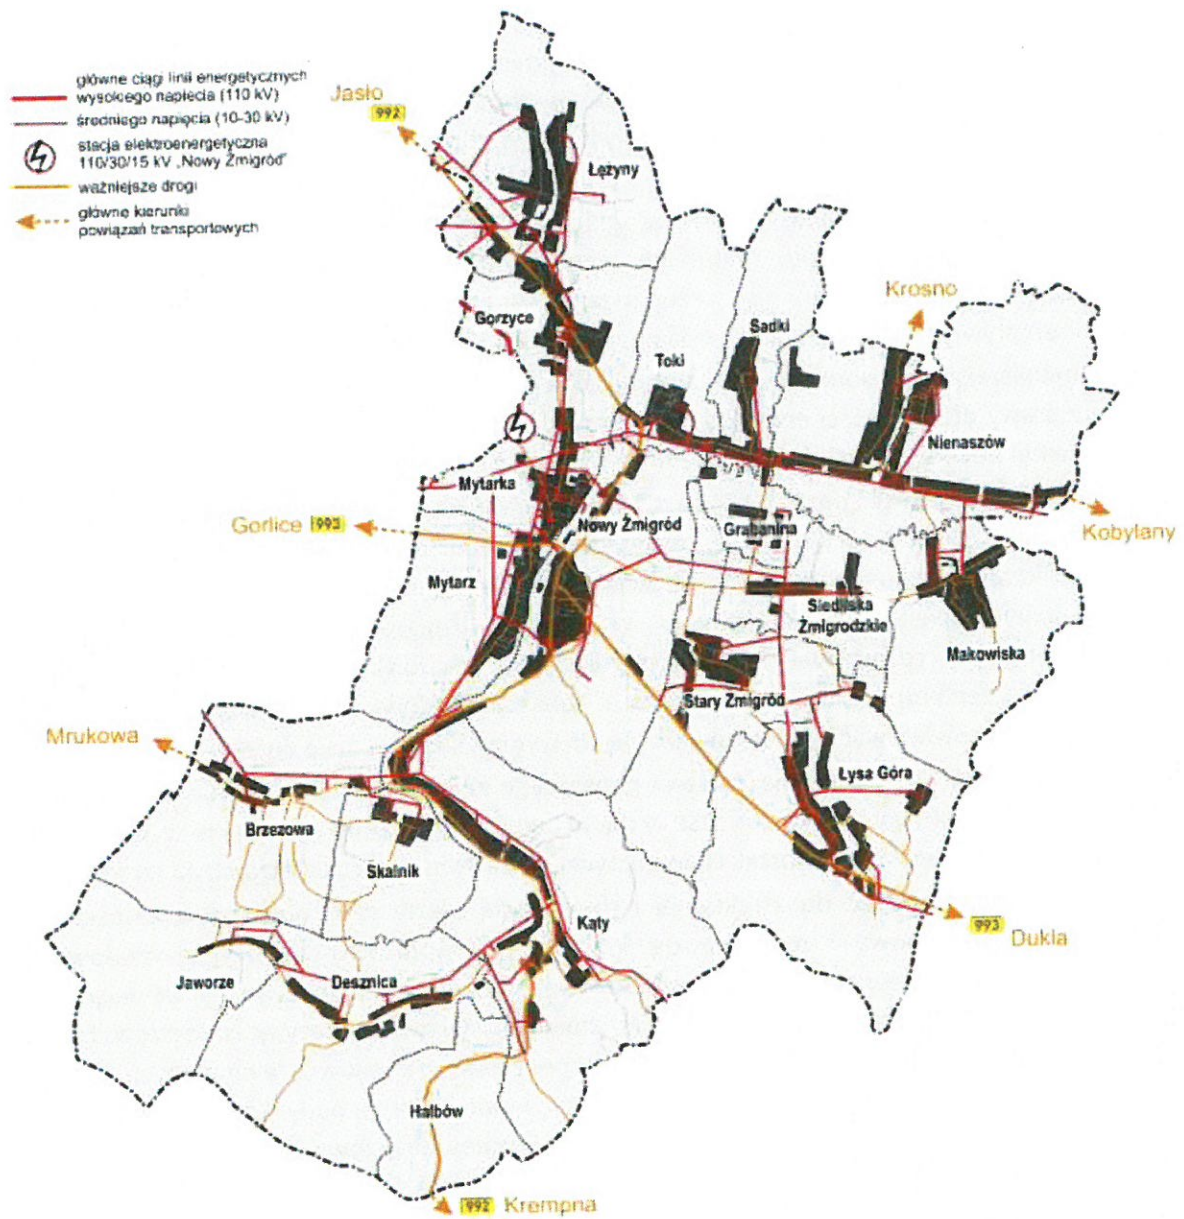 główne ciągi linii energetycznych
wysokiego napięcia (110 kV)
średniego napięcia (10-30 kV)
stacja elektroenergetyczna
110/30/15 kV „Nowy Żmigród"
ważniejsze drogi
główne kierunki
powiązań transportowych
Jasło
992
Łężyny
Krosno
Gorzyce
Sadki
Toki
Nienaszów
Mytarka
Gorlice 993
Nowy Żmigród
Grabanina
Kobylany
Mytarz
Siedliska
Żmigrodzkie
Makowiska
Stary Żmigród
Mrukowa
Łysa Góra
Brzezowa
Skalnik
Kąty
993 Dukla
Jaworze
Desznica
Hałbów
992 Krempna